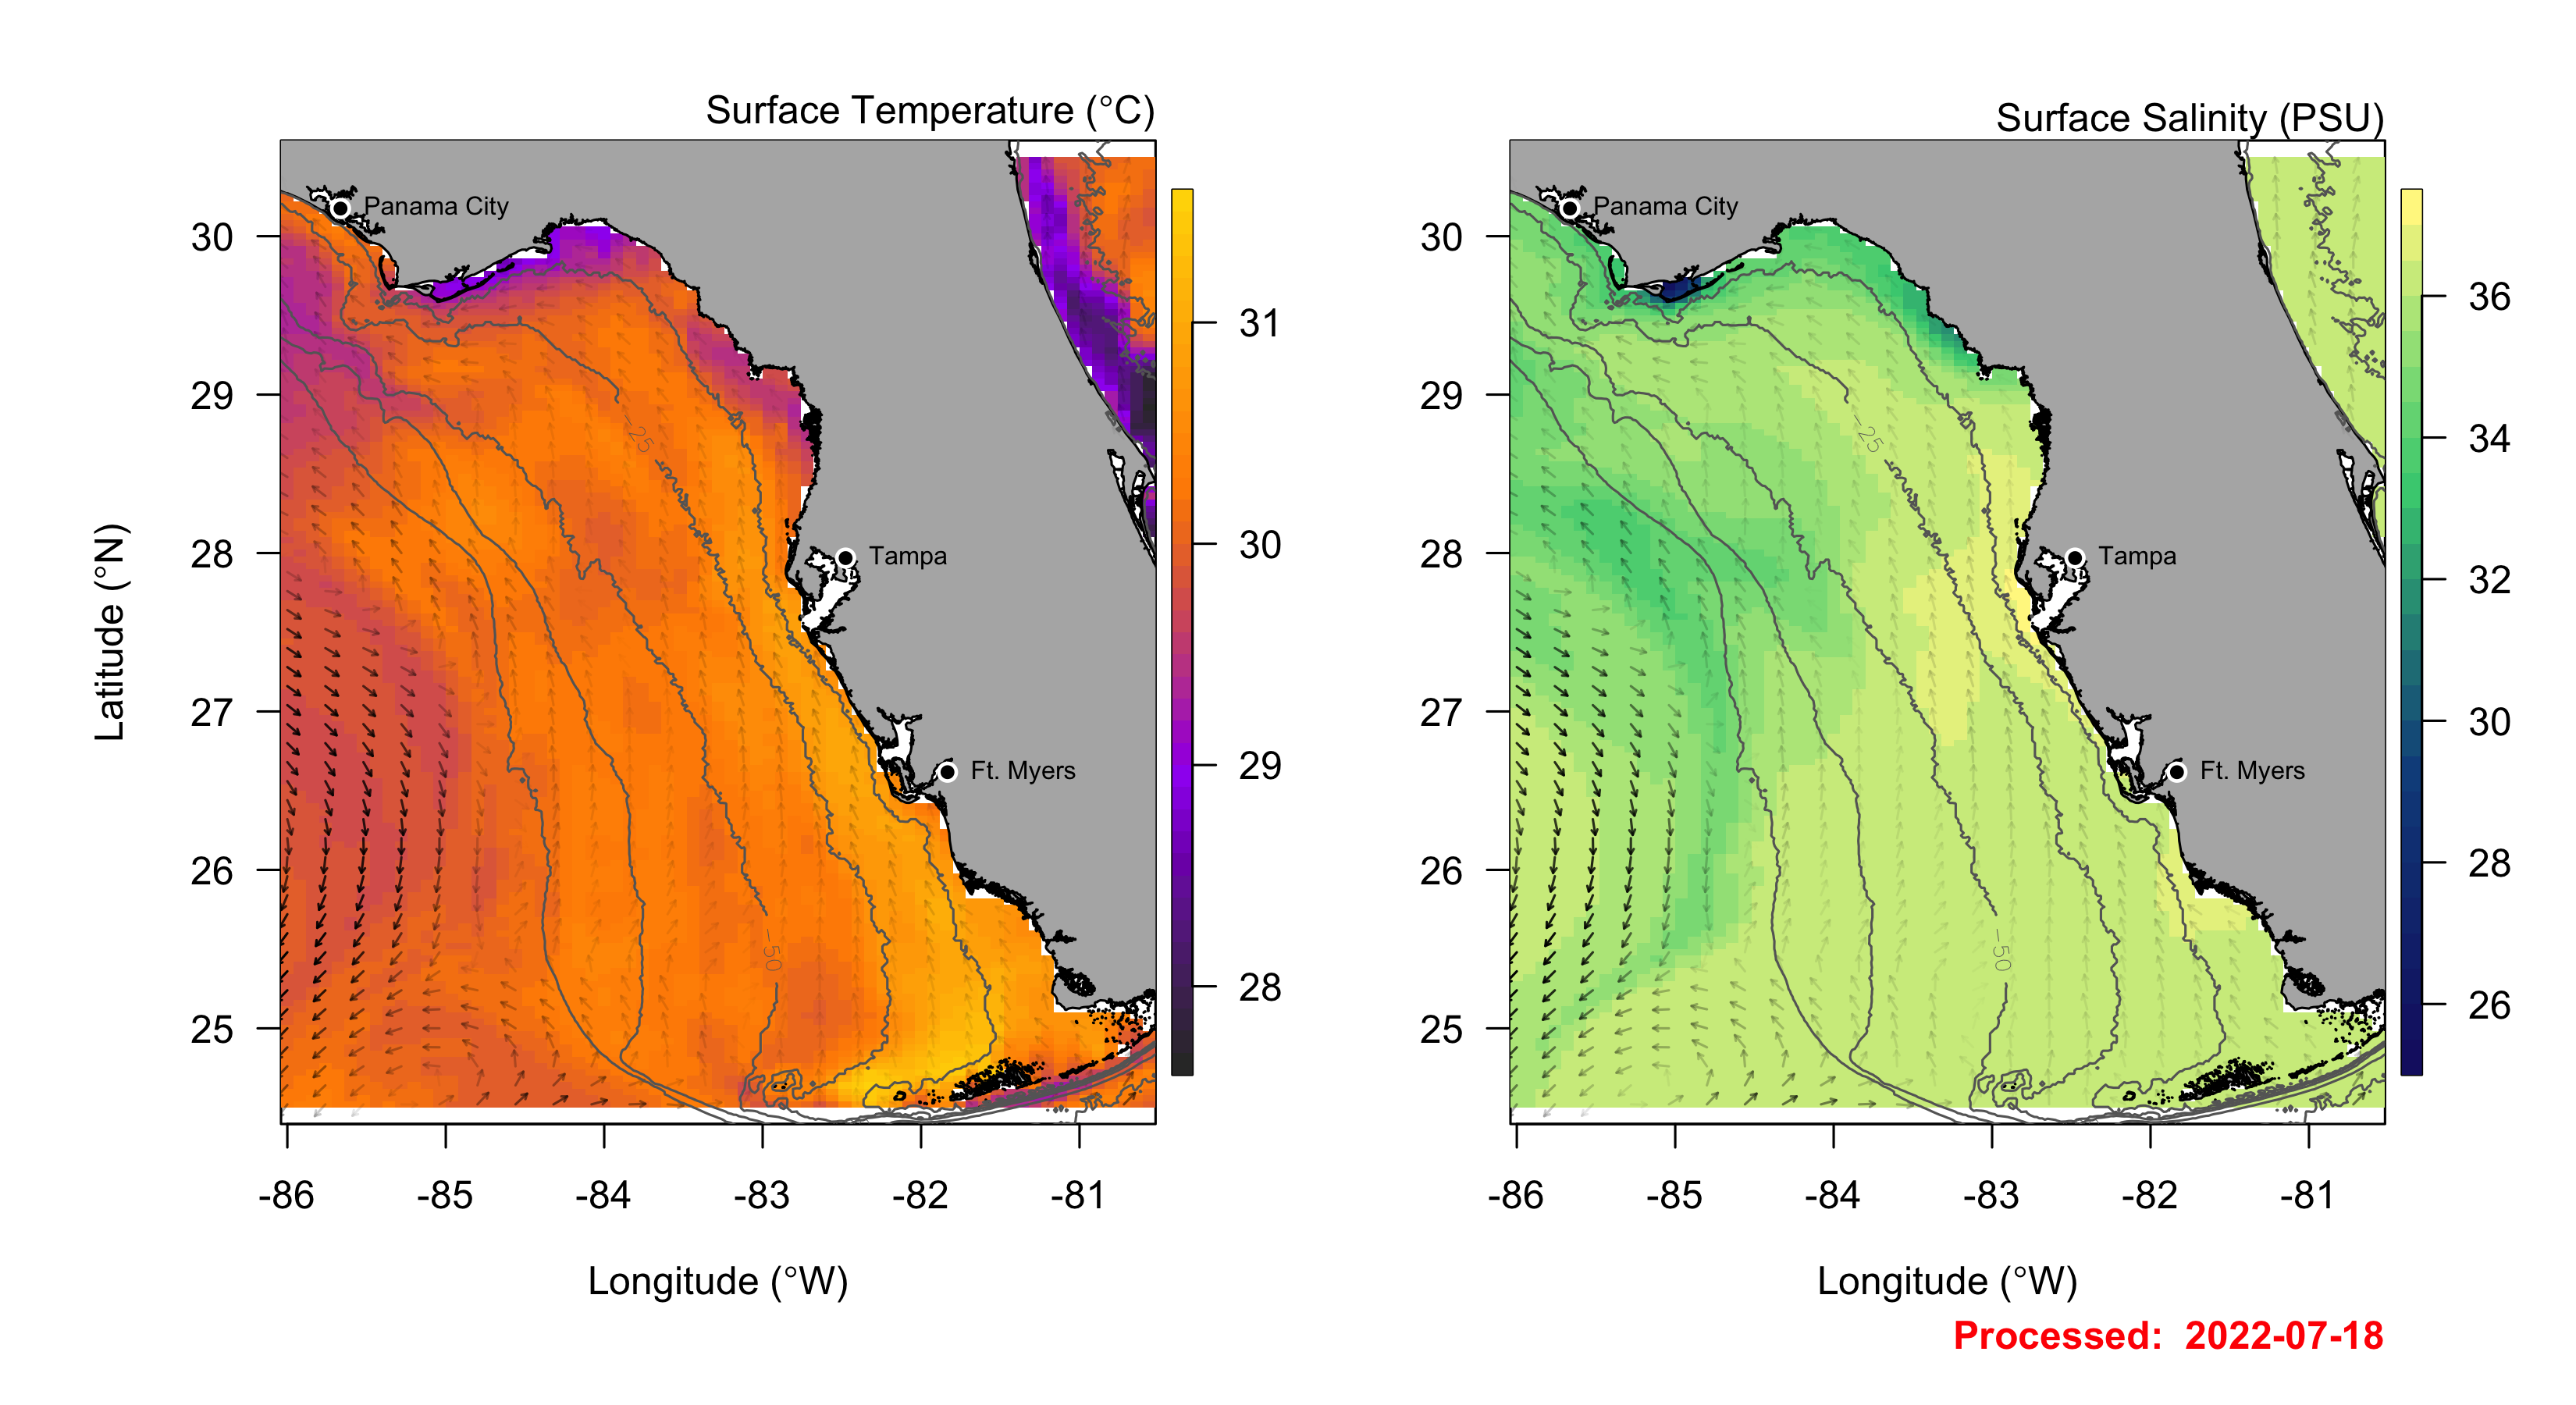 Surface Temperature (°C)
Panama City
Tampa
Ft. Myers
-25
-50
30
29
28
27
26
25
Latitude (°N)
-86 -85 -84 -83 -82 -81
Longitude (°W)
31
30
29
28
Surface Salinity (PSU)
Panama City
Tampa
Ft. Myers
-25
-50
30
29
28
27
26
25
-86 -85 -84 -83 -82 -81
Longitude (°W)
36
34
32
30
28
26
Processed: 2022-07-18